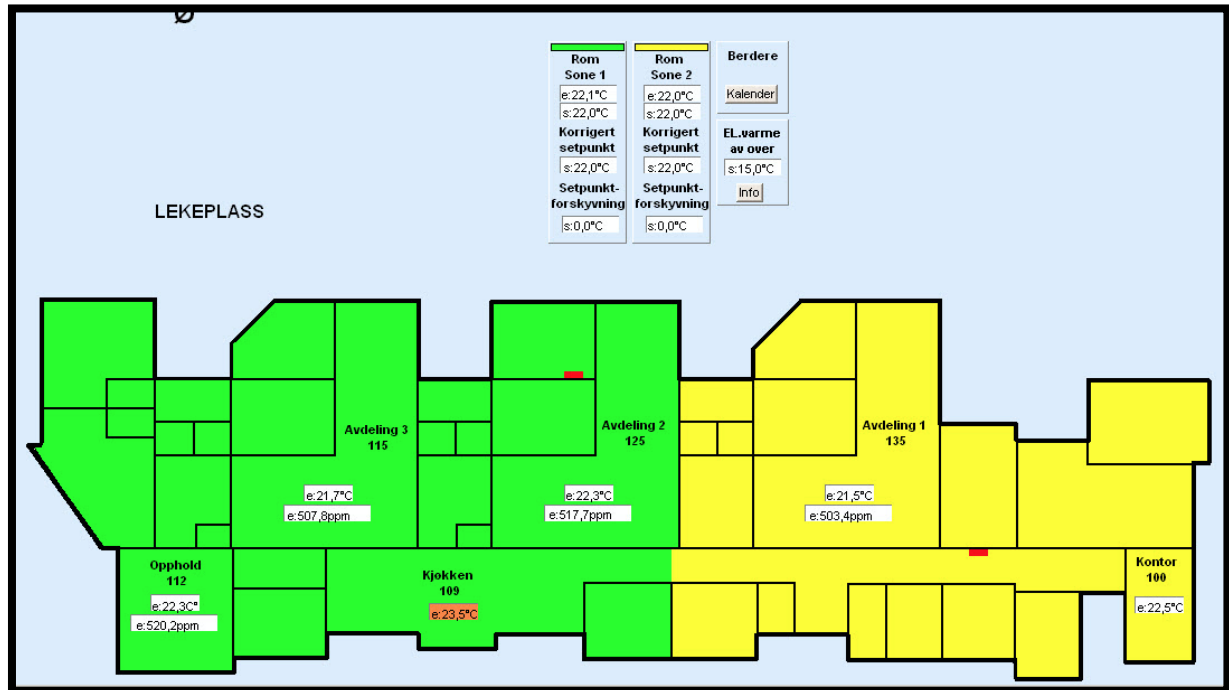 Ø
Rom
Sone 1
e:22,1°C
s:22,0°C
Korrigert
setpunkt
s:22,0°C
Setpunkt-
forskyvning
s:0,0°C
Rom
Sone 2
e:22,0°C
s:22,0°C
Korrigert
setpunkt
s:22,0°C
Setpunkt-
forskyvning
s:0,0°C
Berdere
Kalender
EL.varme
av over
s:15,0°C
Info
LEKEPLASS
Avdeling 3
115
e:21,7°C
e:507,8ppm
Avdeling 2
125
e:22,3°C
e:517,7ppm
Avdeling 1
135
e:21,5°C
e:503,4ppm
Opphold
112
e:22,3C°
e:520,2ppm
Kjokken
109
e:23,5°C
Kontor
100
e:22,5°C